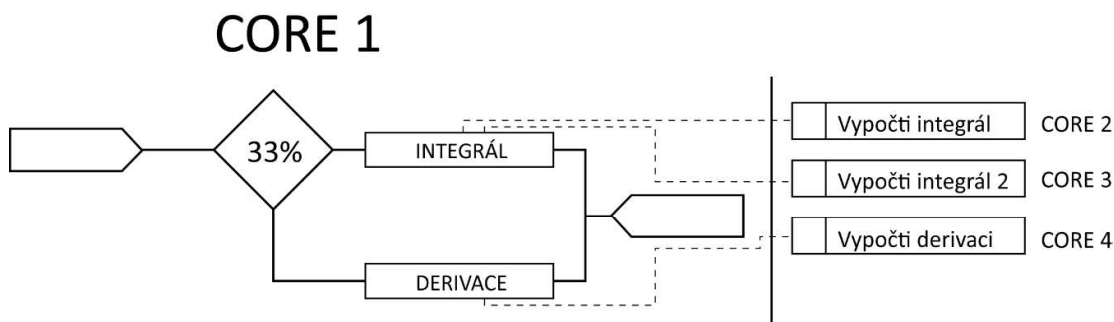 CORE 1
33%
INTEGRÁL
DERIVACE
Vypočti integrál CORE 2
Vypočti integrál 2 CORE 3
Vypočti derivaci CORE 4